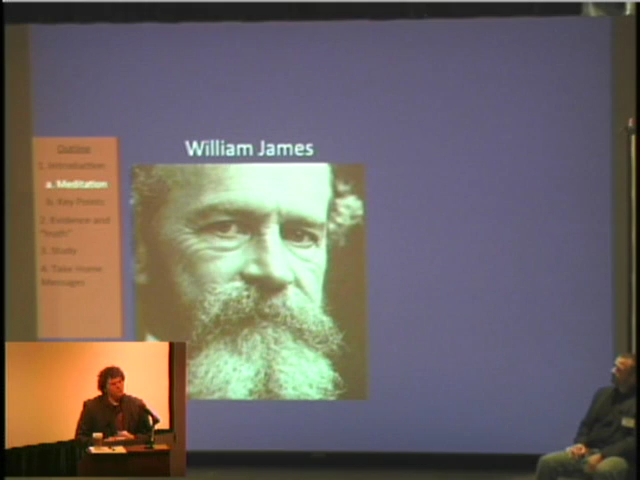 William James
Outline
1. Introduction
a. Meditation
b. Key Points
2. Evidence and
"truth"
3. Study
4. Take Home
Messages